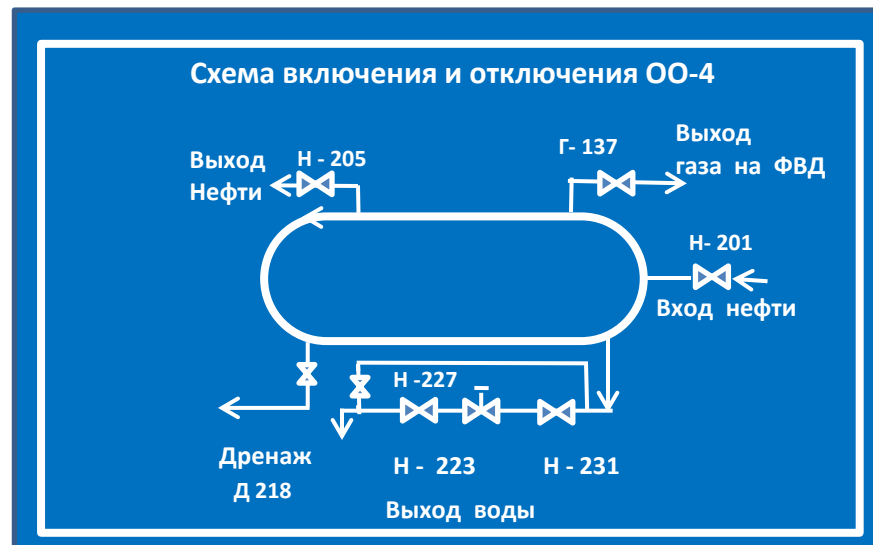 Схема включения и отключения ОО-4
Выход
Нефти
Н - 205
Г- 137
Выход
газа на ФВД
Н- 201
Вход нефти
Н -227
Дренаж
Д 218
Н - 223
Н - 231
Выход воды